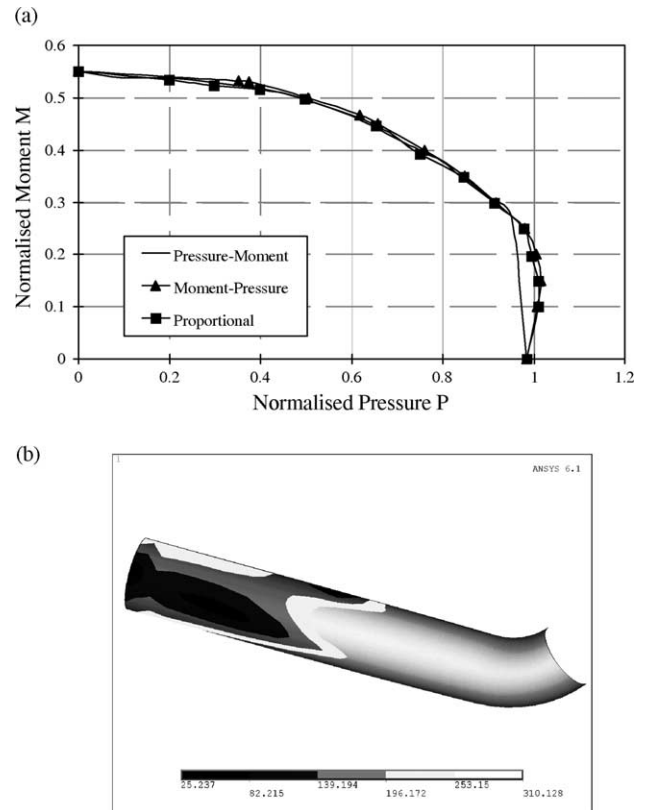 (a)
0.6
0.5
0.4
0.3
0.2
0.1
0
Normalised Moment M
Pressure-Moment
Moment-Pressure
Proportional
0 0.2 0.4 0.6 0.8 1 1.2
Normalised Pressure P
(b)
1
ANSYS 6.1
25.237 139.194 253.15
82.215 196.172 310.128